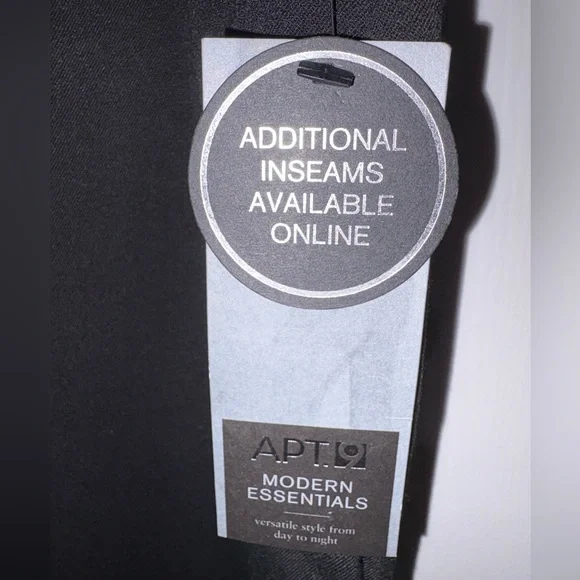 ADDITIONAL
INSEAMS
AVAILABLE
ONLINE
APT.9
MODERN
ESSENTIALS
versatile style from
day to night